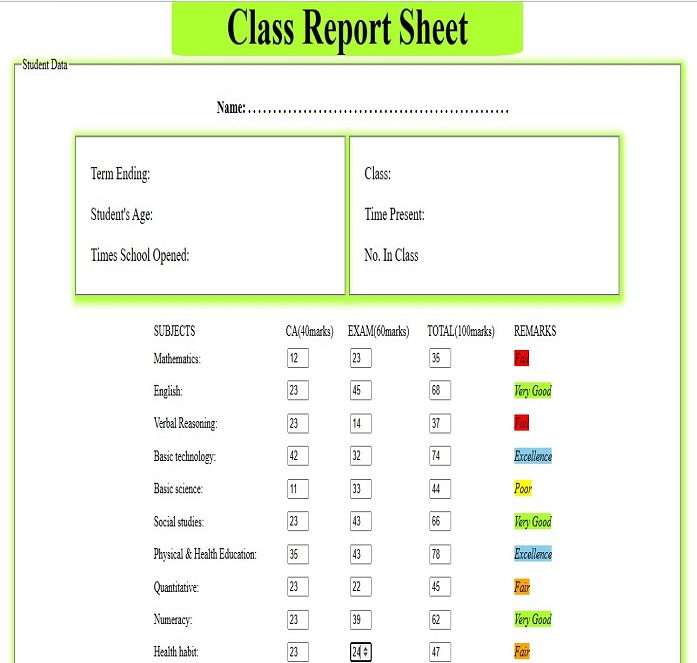 Class Report Sheet
Student Data
Name:..................................................
Term Ending:
Student's Age:
Times School Opened:
Class:
Time Present:
No. In Class
SUBJECTS CA(40marks) EXAM(60marks) TOTAL(100marks) REMARKS
Mathematics: 12 23 35 Fail
English: 23 45 68 Very Good
Verbal Reasoning: 23 14 37 Fail
Basic technology: 42 32 74 Excellence
Basic science: 11 33 44 Poor
Social studies: 23 43 66 Very Good
Physical & Health Education: 35 43 78 Excellence
Quantitative: 23 22 45 Fair
Numeracy: 23 39 62 Very Good
Health habit: 23 24 47 Fair